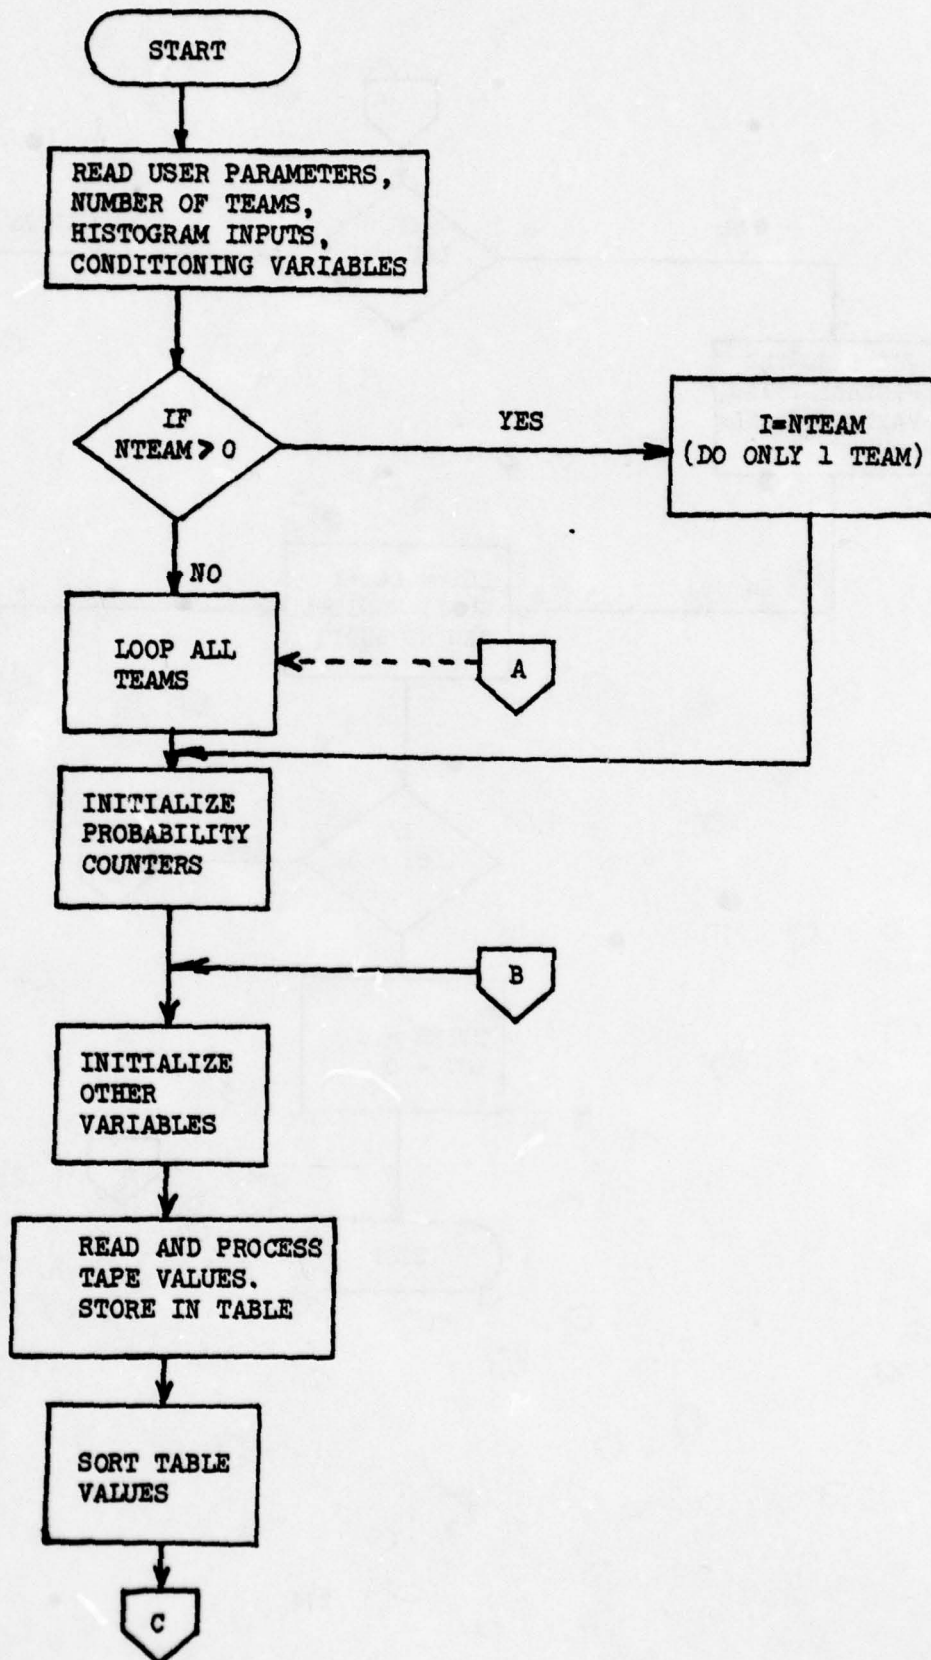 START
READ USER PARAMETERS,
NUMBER OF TEAMS,
HISTOGRAM INPUTS,
CONDITIONING VARIABLES
IF
NTEAM > 0
YES
I=NTEAM
(DO ONLY 1 TEAM)
NO
LOOP ALL
TEAMS
A
INITIALIZE
PROBABILITY
COUNTERS
B
INITIALIZE
OTHER
VARIABLES
READ AND PROCESS
TAPE VALUES.
STORE IN TABLE
SORT TABLE
VALUES
C